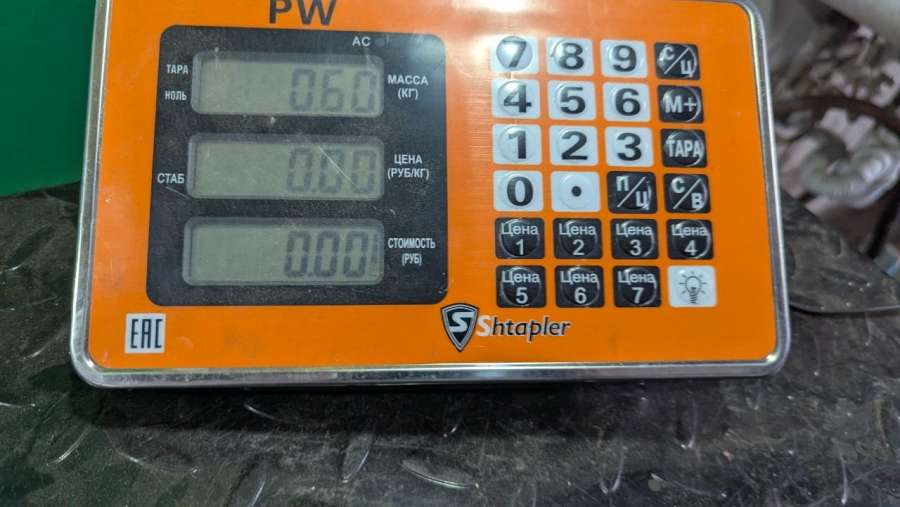 PW
AC
ТАРА
НОЛЬ
0.60
МАССА
(КГ)
СТАБ
0.00
ЦЕНА
(РУБ/КГ)
0.00
СТОИМОСТЬ
(РУБ)
7 8 9 С/Ц
4 5 6 М+
1 2 3 ТАРА
0 . П/Ц С/В
Цена 1 Цена 2 Цена 3 Цена 4
Цена 5 Цена 6 Цена 7
EAC
S Shtapler